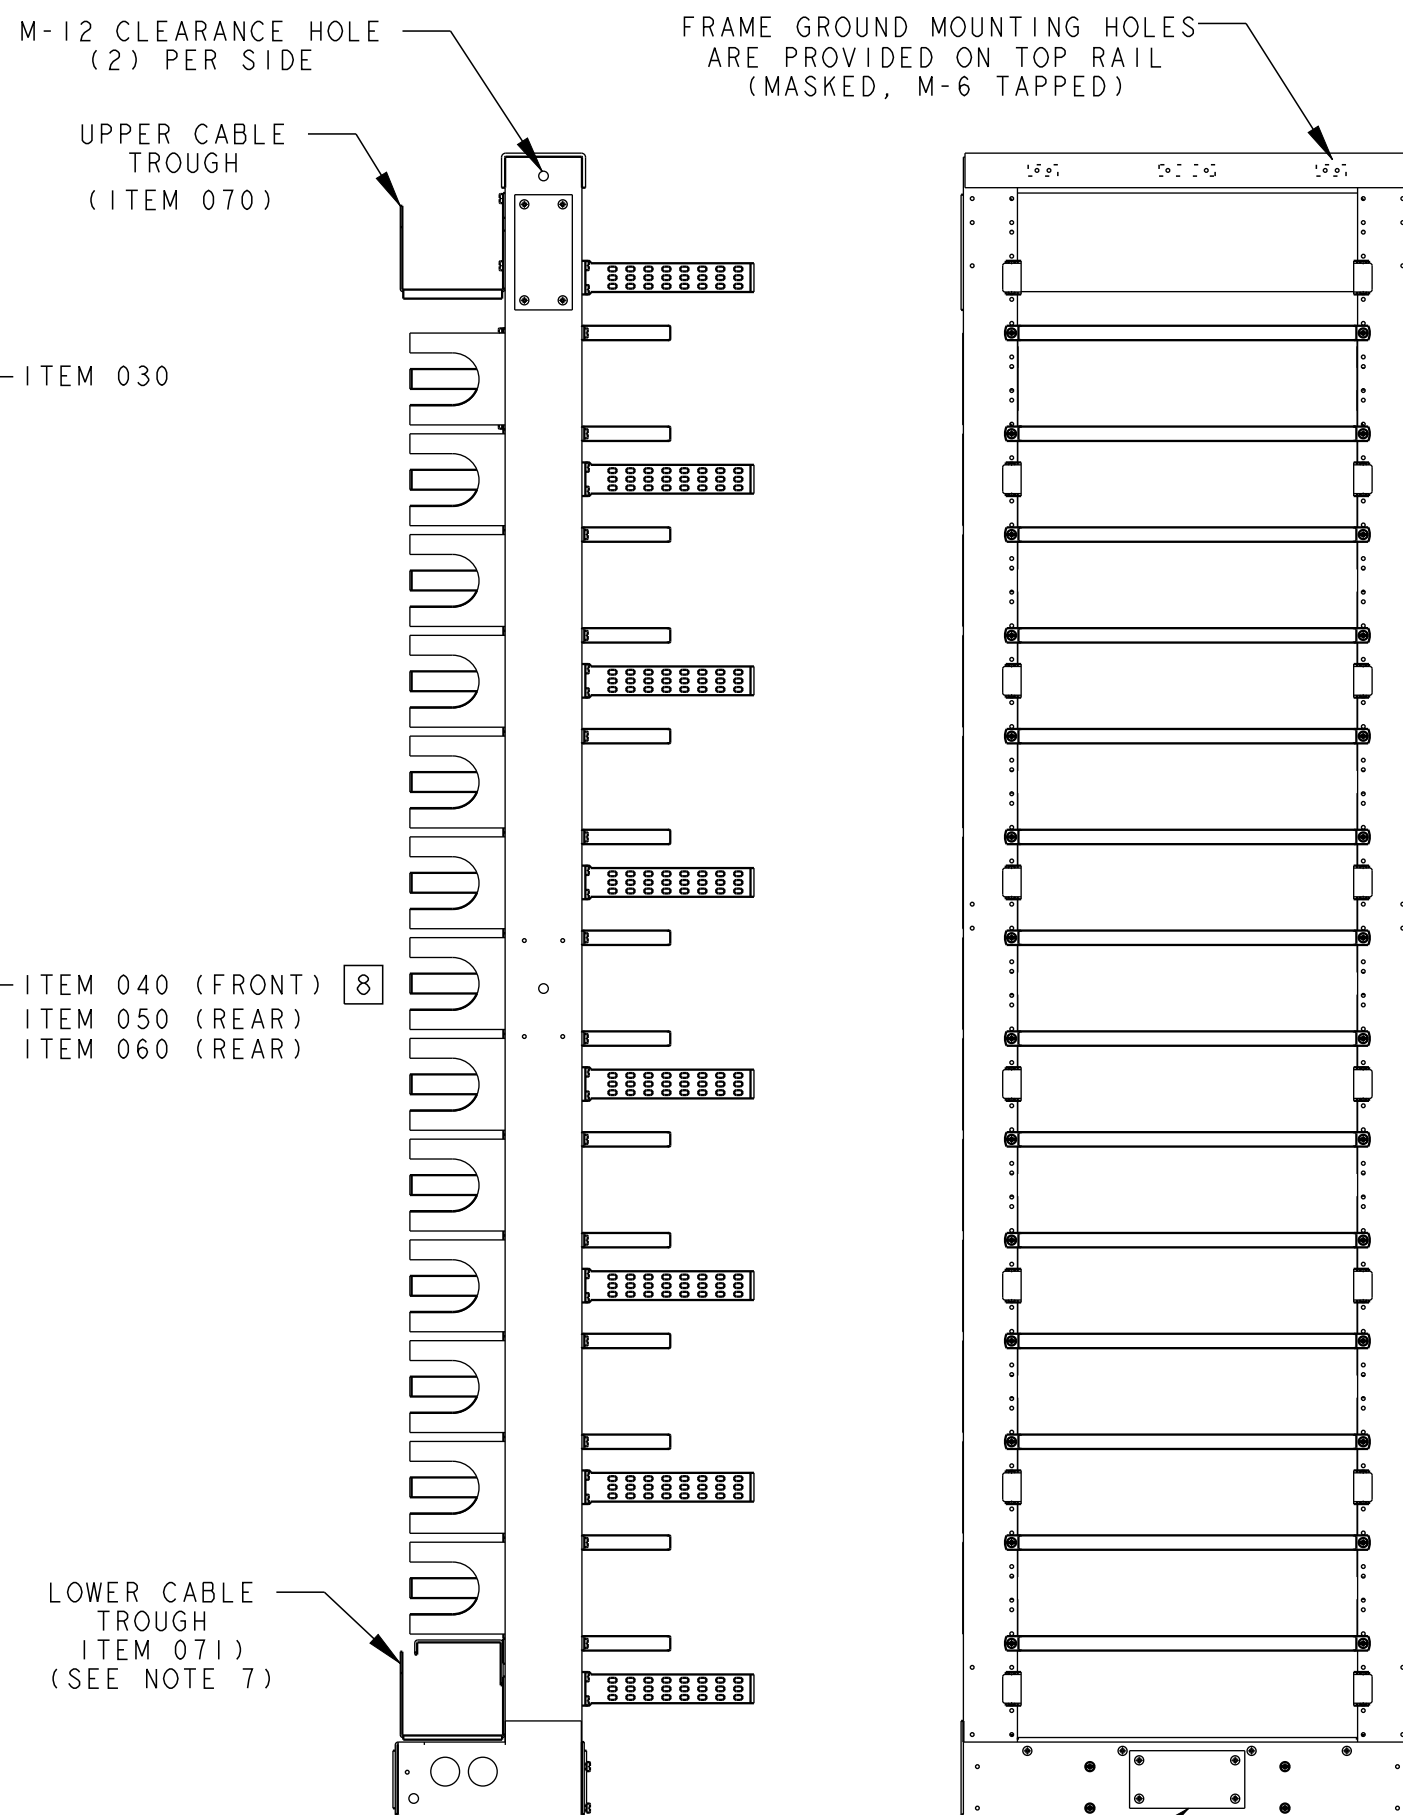 M-12 CLEARANCE HOLE
(2) PER SIDE
FRAME GROUND MOUNTING HOLES
ARE PROVIDED ON TOP RAIL
(MASKED, M-6 TAPPED)
UPPER CABLE
TROUGH
(ITEM 070)
ITEM 030
ITEM 040 (FRONT) 8
ITEM 050 (REAR)
ITEM 060 (REAR)
LOWER CABLE
TROUGH
ITEM 071)
(SEE NOTE 7)